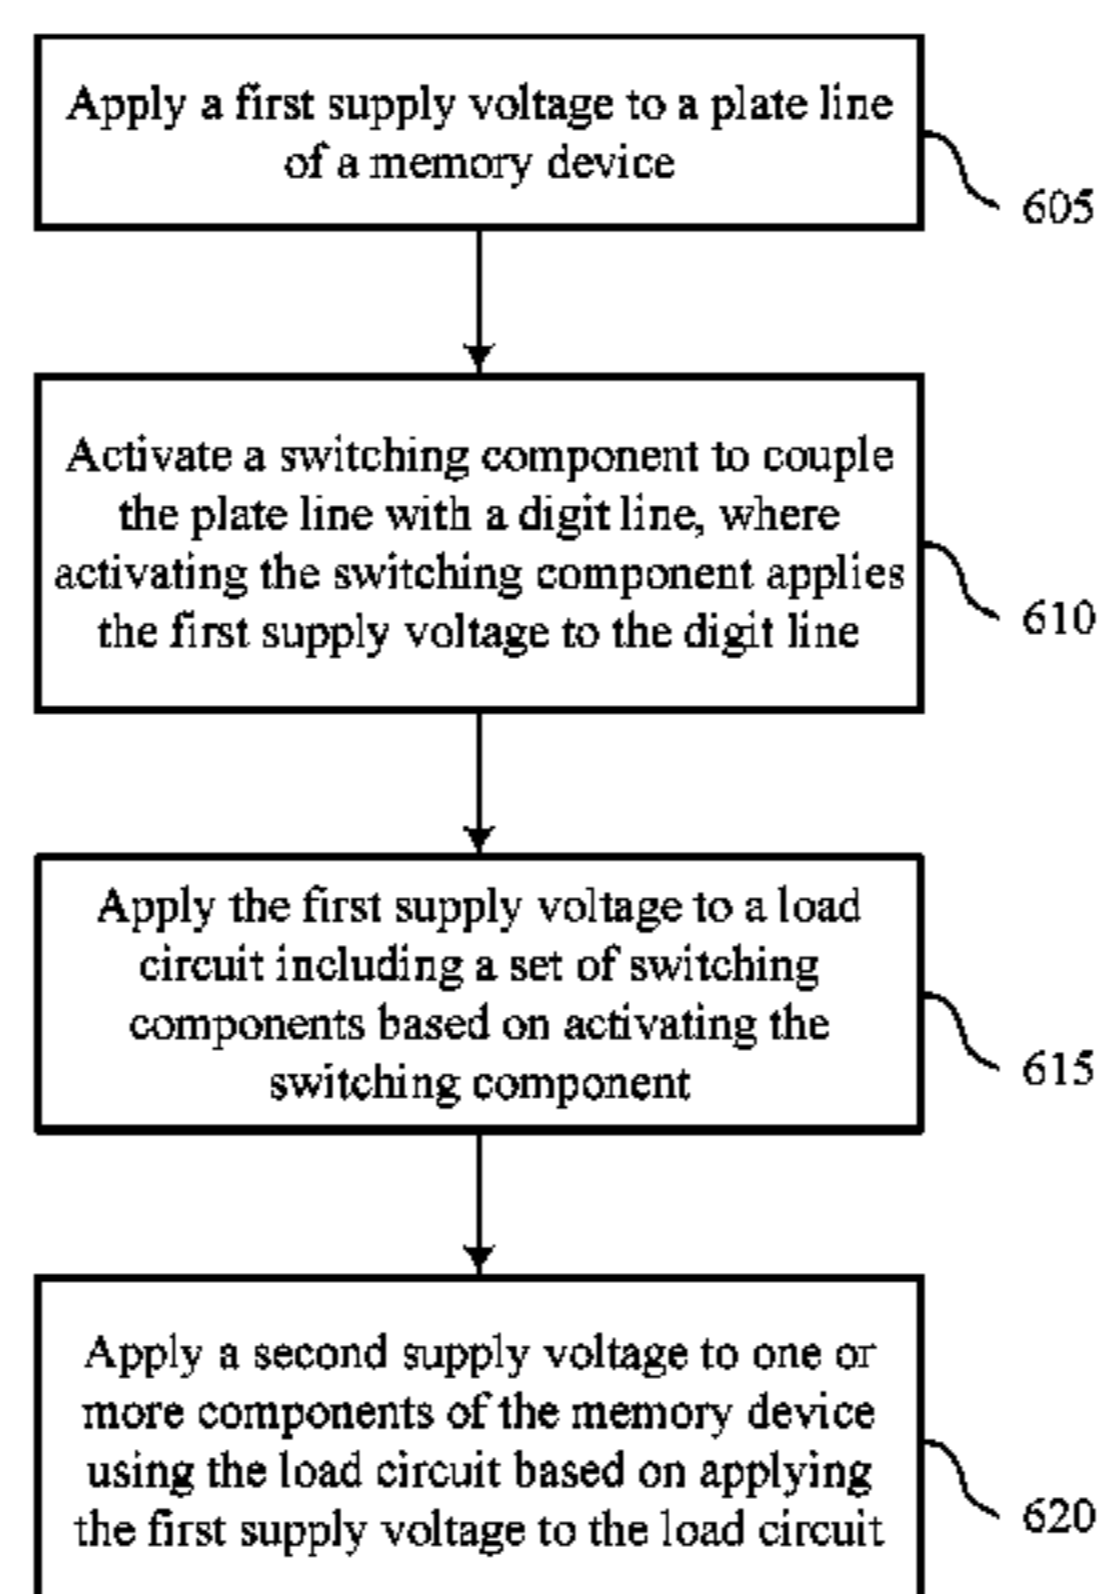 Apply a first supply voltage to a plate line
of a memory device
605
Activate a switching component to couple
the plate line with a digit line, where
activating the switching component applies
the first supply voltage to the digit line
610
Apply the first supply voltage to a load
circuit including a set of switching
components based on activating the
switching component
615
Apply a second supply voltage to one or
more components of the memory device
using the load circuit based on applying
the first supply voltage to the load circuit
620